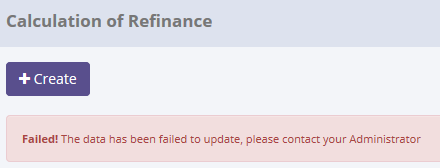 Calculation of Refinance
+ Create
Failed! The data has been failed to update, please contact your Administrator